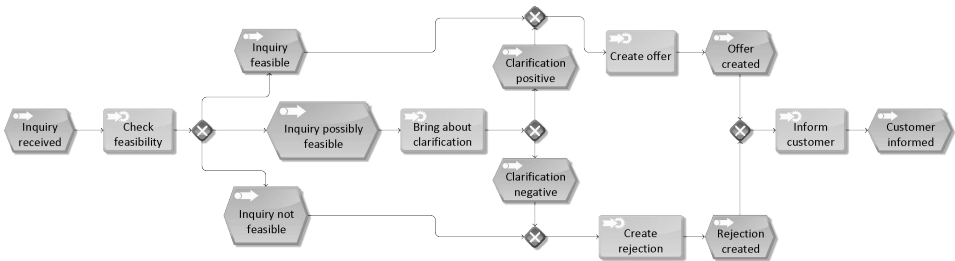 Inquiry
received
Check
feasibility
Inquiry
feasible
Inquiry possibly
feasible
Inquiry not
feasible
Bring about
clarification
Clarification
positive
Clarification
negative
Create offer
Offer
created
Create
rejection
Rejection
created
Inform
customer
Customer
informed